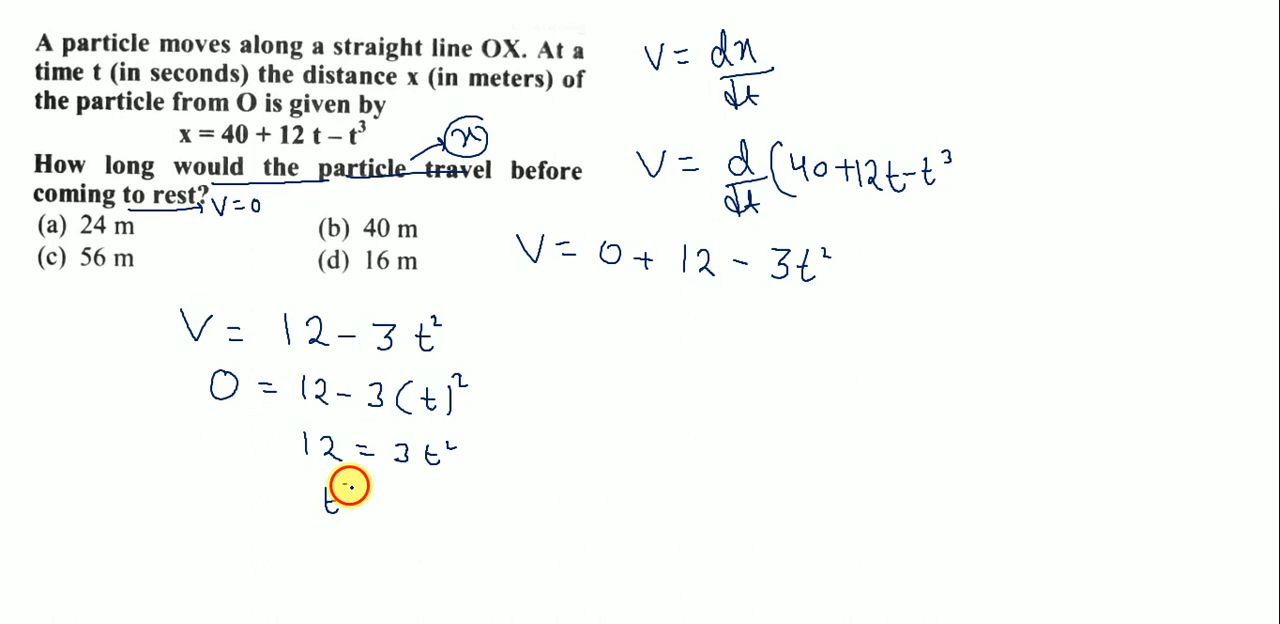 A particle moves along a straight line OX. At a
time t (in seconds) the distance x (in meters) of
the particle from O is given by
x = 40 + 12 t – t³
How long would the particle travel before
coming to rest?
(a) 24 m
(b) 40 m
(c) 56 m
(d) 16 m
x
V=0
V = dx/dt
V = d/dt (40+12t-t³
V = 0 + 12 - 3t²
V = 12 - 3 t²
0 = 12 - 3 (t)²
12 = 3 t²
t